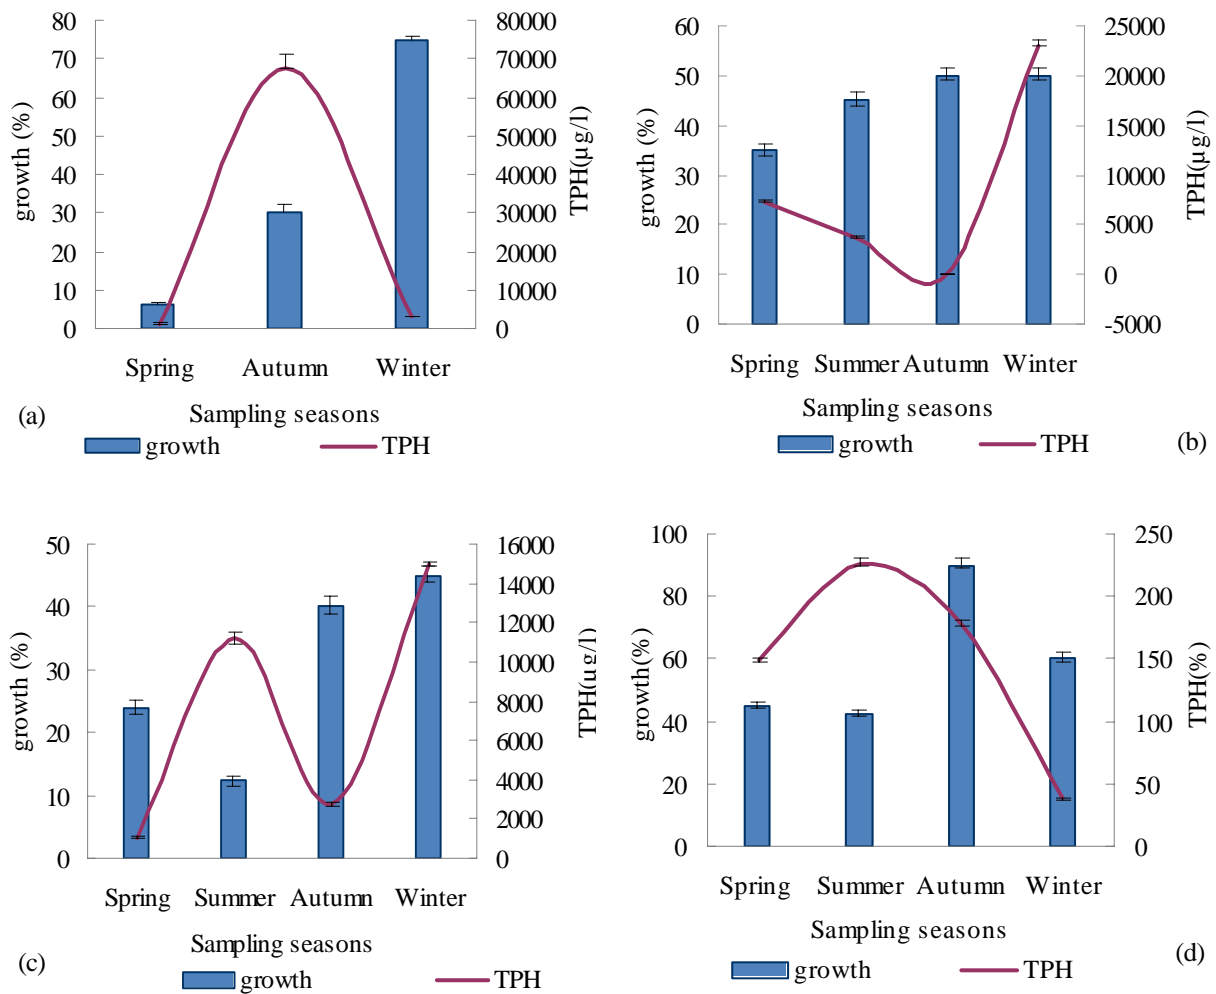 80
70
60
50
40
30
20
10
0
growth (%)
80000
70000
60000
50000
40000
30000
20000
10000
0
TPH(µg/l)
Spring Autumn Winter
Sampling seasons
(a)
growth TPH
60
50
40
30
20
10
0
growth (%)
25000
20000
15000
10000
5000
0
-5000
TPH(µg/l)
Spring Summer Autumn Winter
Sampling seasons
growth TPH
(b)
50
40
30
20
10
0
growth (%)
16000
14000
12000
10000
8000
6000
4000
2000
0
TPH(µg/l)
Spring Summer Autumn Winter
Sampling seasons
(c)
growth TPH
100
80
60
40
20
0
growth(%)
250
200
150
100
50
0
TPH(%)
Spring Summer Autumn Winter
Sampling seasons
(d)
growth TPH